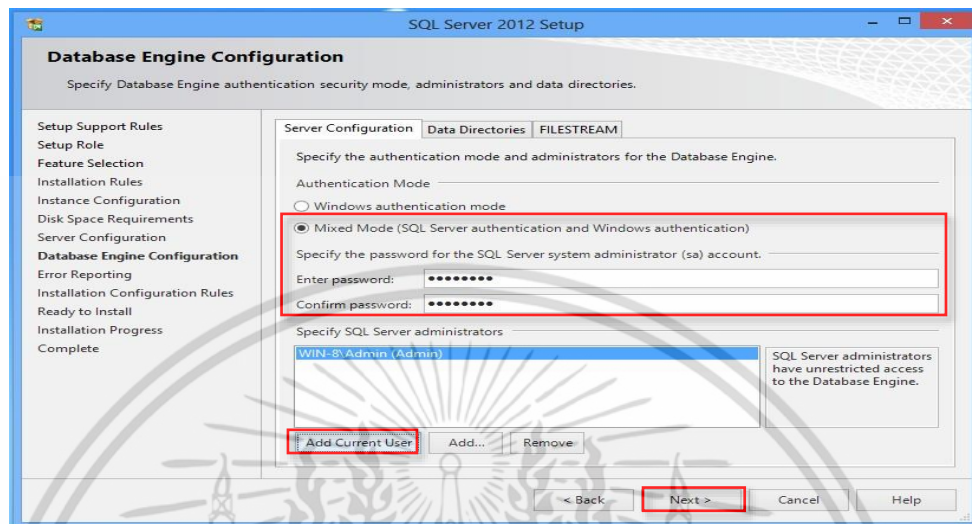 SQL Server 2012 Setup
Database Engine Configuration
Specify Database Engine authentication security mode, administrators and data directories.
Setup Support Rules
Setup Role
Feature Selection
Installation Rules
Instance Configuration
Disk Space Requirements
Server Configuration
Database Engine Configuration
Error Reporting
Installation Configuration Rules
Ready to Install
Installation Progress
Complete
Server Configuration Data Directories FILESTREAM
Specify the authentication mode and administrators for the Database Engine.
Authentication Mode
Windows authentication mode
Mixed Mode (SQL Server authentication and Windows authentication)
Specify the password for the SQL Server system administrator (sa) account.
Enter password: ●●●●●●●●
Confirm password: ●●●●●●●●
Specify SQL Server administrators
WIN-8\Admin (Admin)
SQL Server administrators
have unrestricted access
to the Database Engine.
Add Current User Add... Remove
< Back Next > Cancel Help